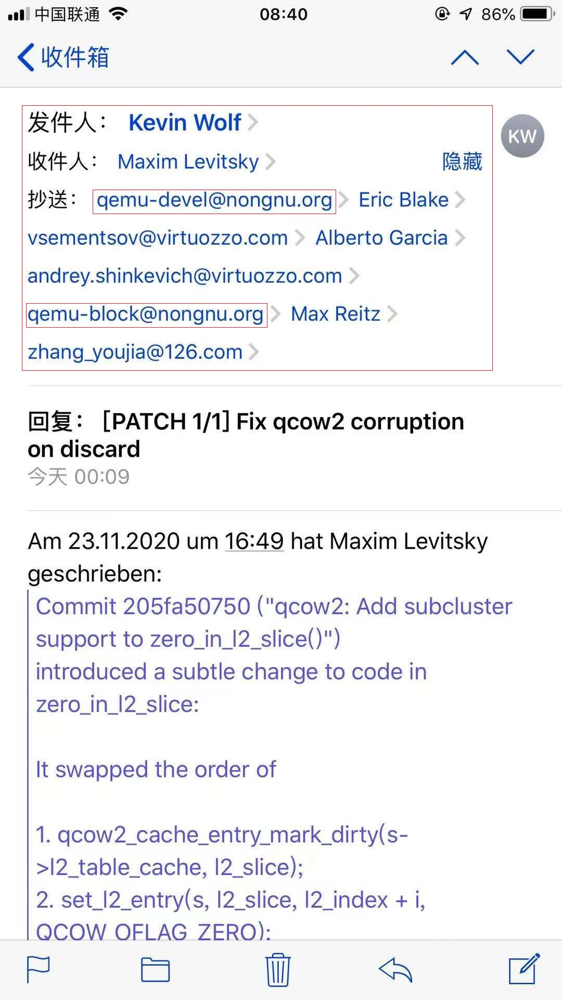 中国联通 08:40 86%
收件箱
发件人： Kevin Wolf
KW
收件人： Maxim Levitsky 隐藏
抄送： qemu-devel@nongnu.org Eric Blake
vsementsov@virtuozzo.com Alberto Garcia
andrey.shinkevich@virtuozzo.com
qemu-block@nongnu.org Max Reitz
zhang_youjia@126.com
回复： [PATCH 1/1] Fix qcow2 corruption
on discard
今天 00:09
Am 23.11.2020 um 16:49 hat Maxim Levitsky
geschrieben:
Commit 205fa50750 ("qcow2: Add subcluster
support to zero_in_l2_slice()")
introduced a subtle change to code in
zero_in_l2_slice:
It swapped the order of
1. qcow2_cache_entry_mark_dirty(s-
>l2_table_cache, l2_slice);
2. set_l2_entry(s, l2_slice, l2_index + i,
QCOW_OFLAG_ZERO);